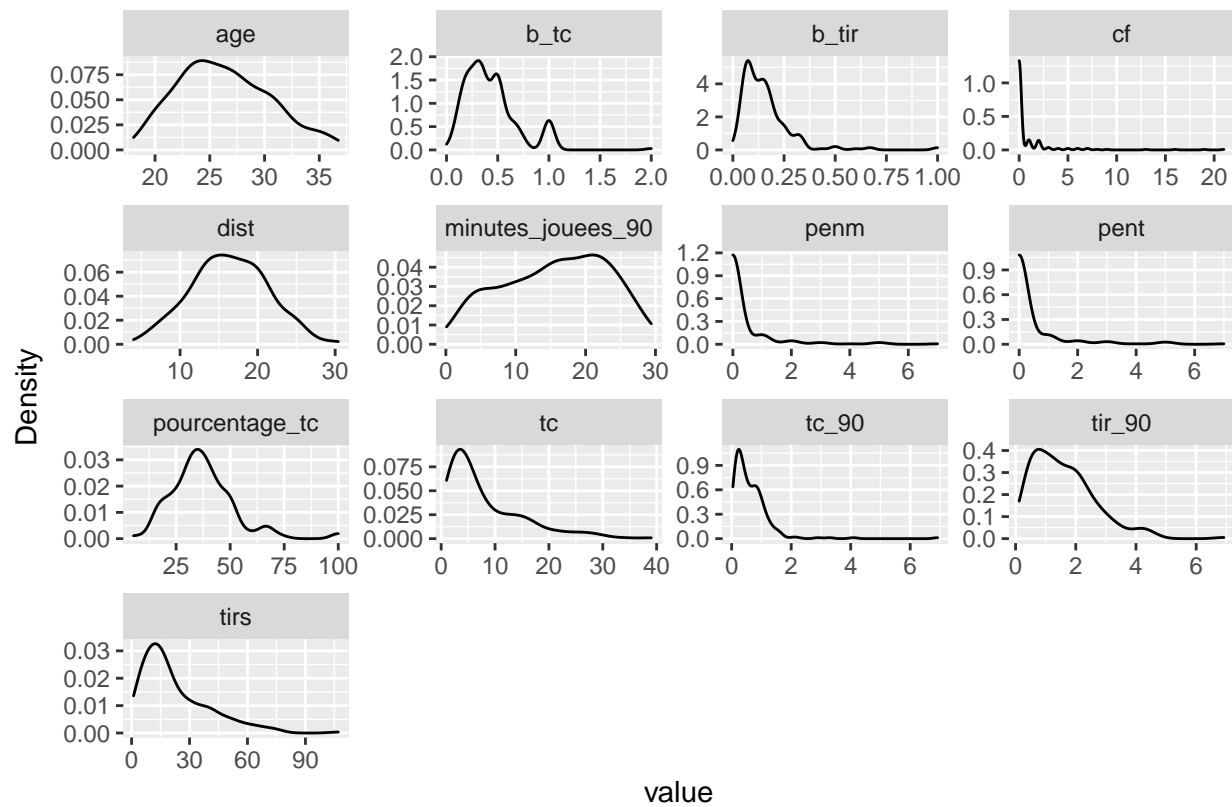 age b_tc b_tir cf
0.075
0.050
0.025
0.000
20 25 30 35
2.0
1.5
1.0
0.5
0.0
0.0 0.5 1.0 1.5 2.0
4
2
0
0.00 0.25 0.50 0.75 1.00
1.0
0.5
0.0
0 5 10 15 20
dist minutes_jouees_90 penm pent
0.06
0.04
0.02
0.00
10 20 30
0.04
0.03
0.02
0.01
0.00
0 10 20 30
1.2
0.9
0.6
0.3
0.0
0 2 4 6
0.9
0.6
0.3
0.0
0 2 4 6
Density
pourcentage_tc tc tc_90 tir_90
0.03
0.02
0.01
0.00
25 50 75 100
0.075
0.050
0.025
0.000
0 10 20 30 40
0.9
0.6
0.3
0.0
0 2 4 6
0.4
0.3
0.2
0.1
0.0
0 2 4 6
tirs
0.03
0.02
0.01
0.00
0 30 60 90
value